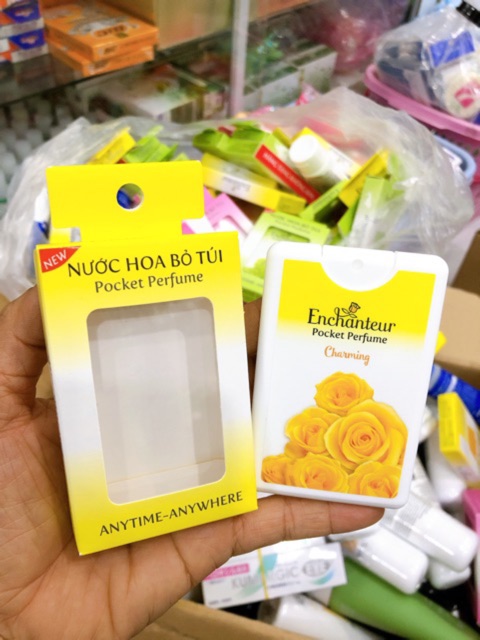 NEW
NƯỚC HOA BỎ TÚI
Pocket Perfume
ANYTIME-ANYWHERE
Enchanteur
Pocket Perfume
Charming